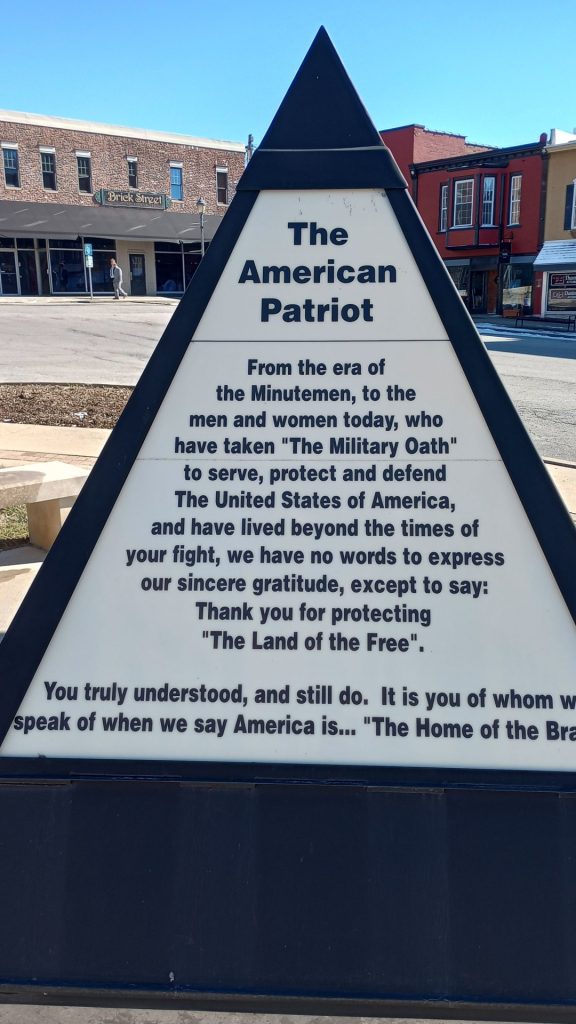 Brick Street
The
American
Patriot
From the era of
the Minutemen, to the
men and women today, who
have taken "The Military Oath"
to serve, protect and defend
The United States of America,
and have lived beyond the times of
your fight, we have no words to express
our sincere gratitude, except to say:
Thank you for protecting
"The Land of the Free".
You truly understood, and still do. It is you of whom w
speak of when we say America is... "The Home of the Bra